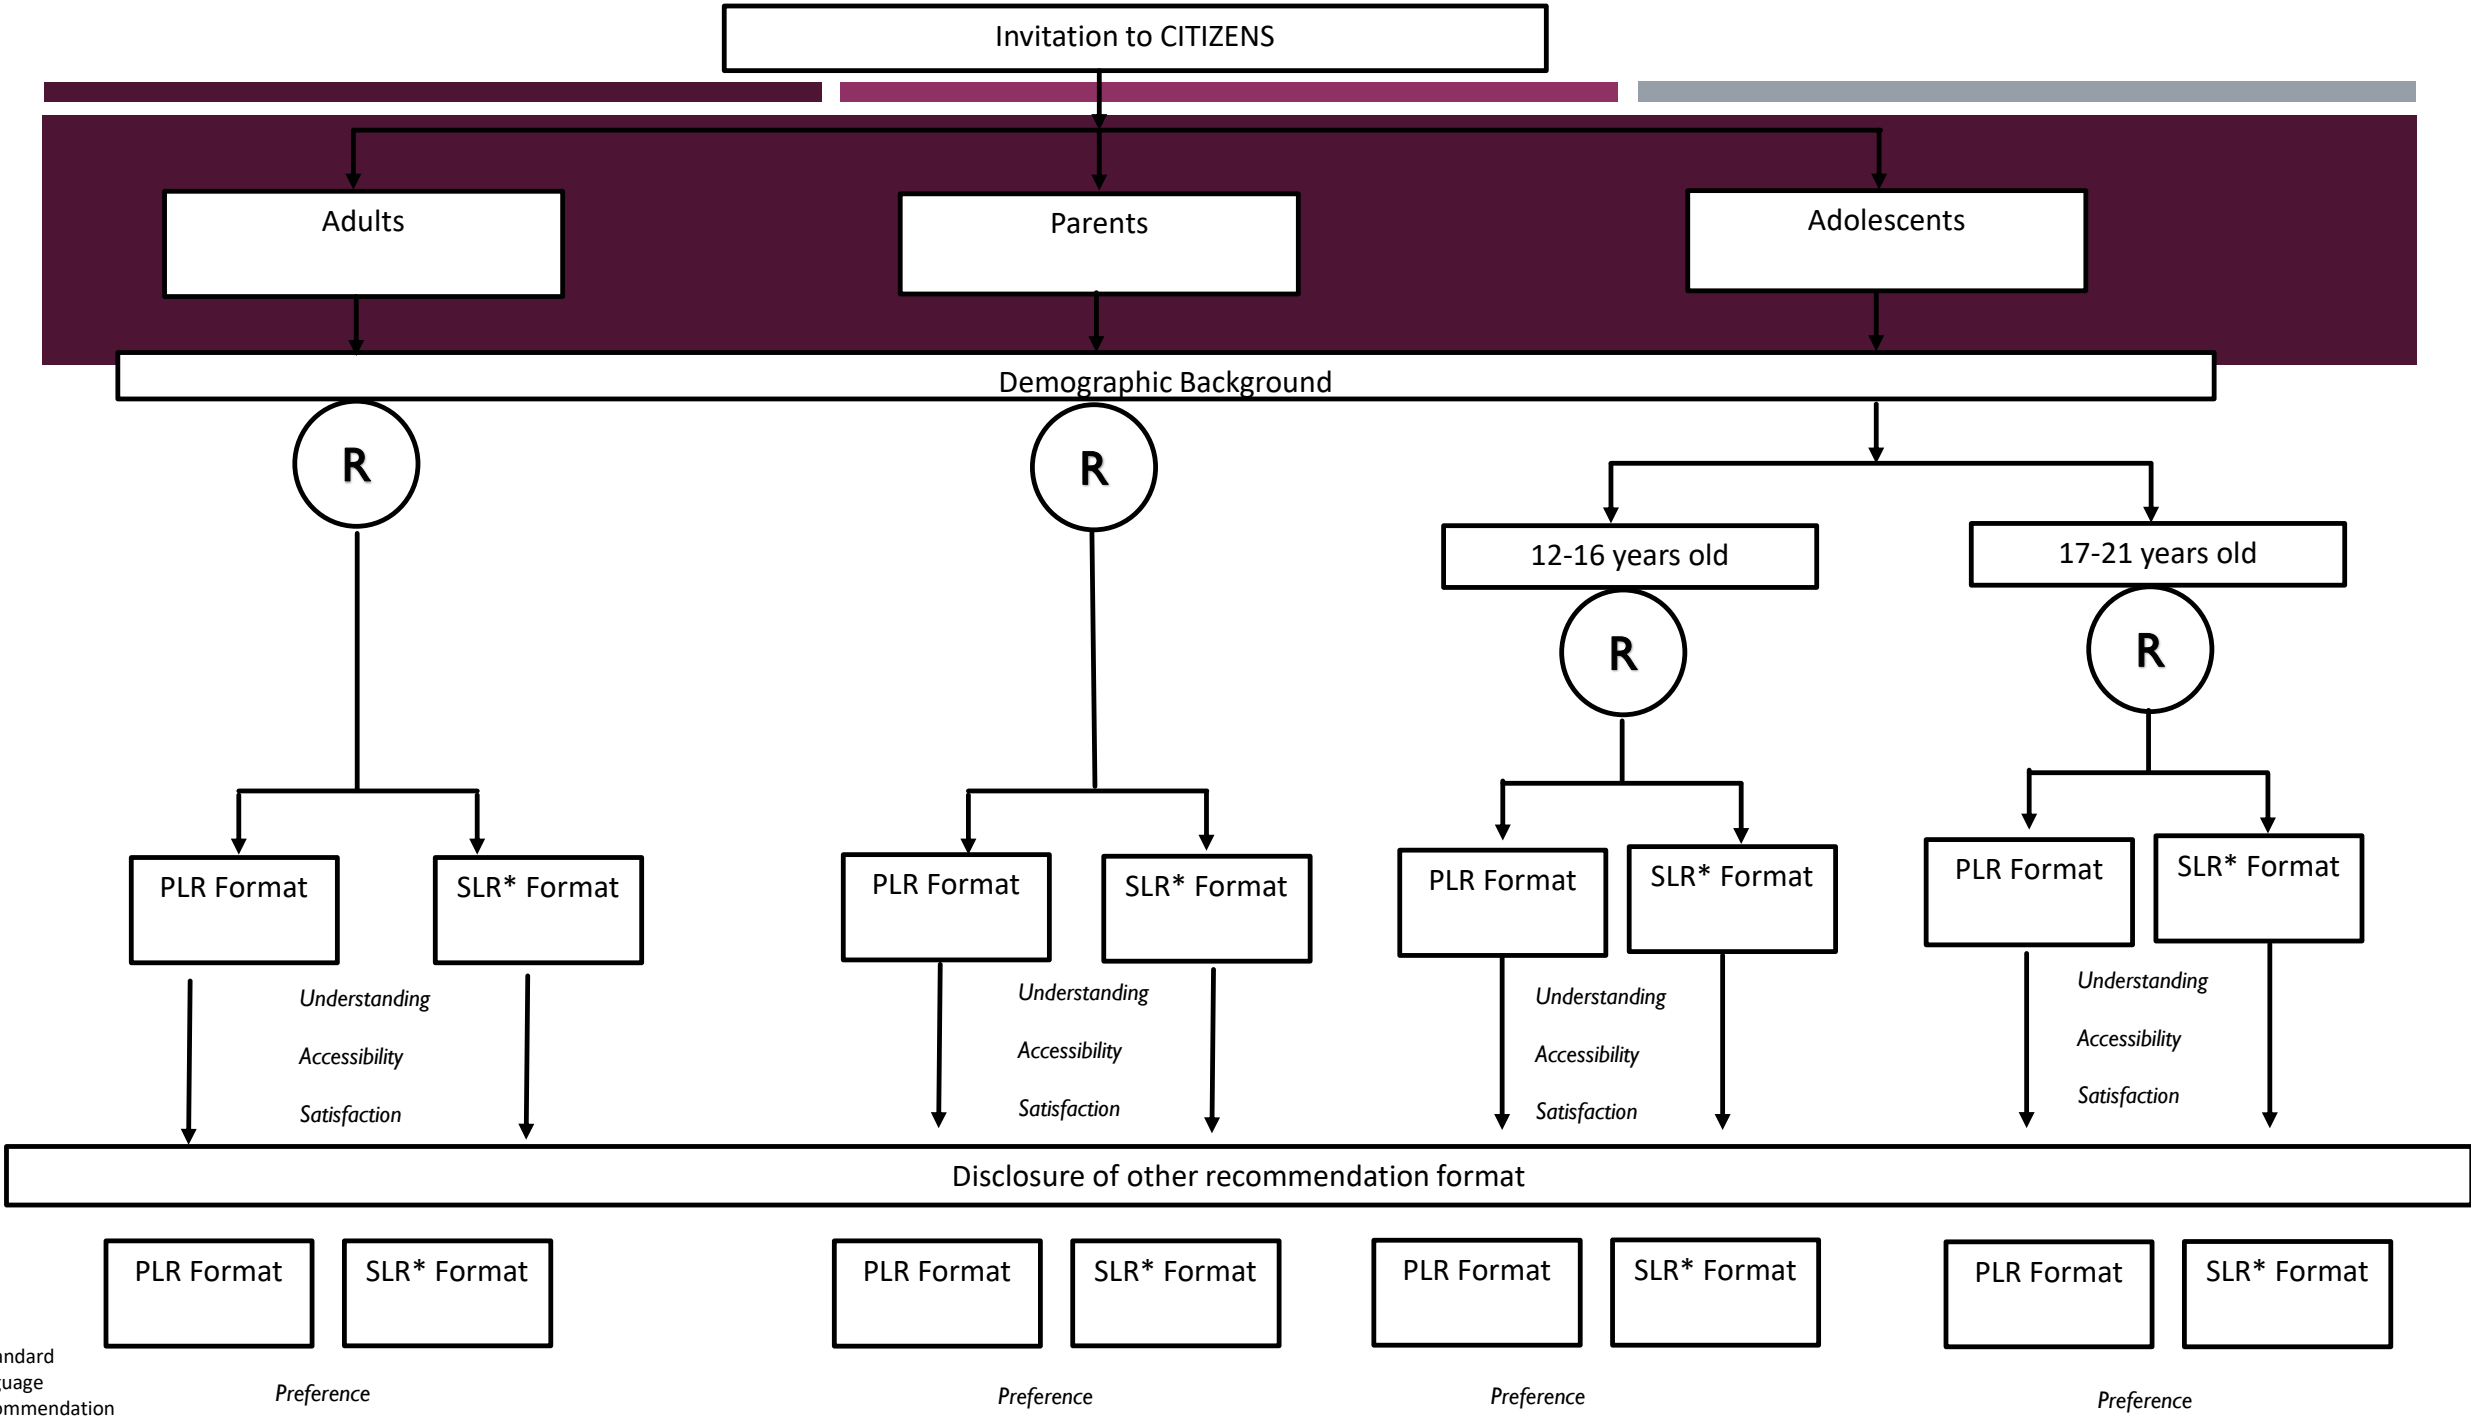 Invitation to CITIZENS
Adults
Parents
Adolescents
Demographic Background
R
R
12-16 years old
17-21 years old
R
R
PLR Format
SLR* Format
PLR Format
SLR* Format
PLR Format
SLR* Format
PLR Format
SLR* Format
Understanding
Accessibility
Satisfaction
Understanding
Accessibility
Satisfaction
Understanding
Accessibility
Satisfaction
Understanding
Accessibility
Satisfaction
Disclosure of other recommendation format
PLR Format
SLR* Format
PLR Format
SLR* Format
PLR Format
SLR* Format
PLR Format
SLR* Format
Preference
Preference
Preference
Preference